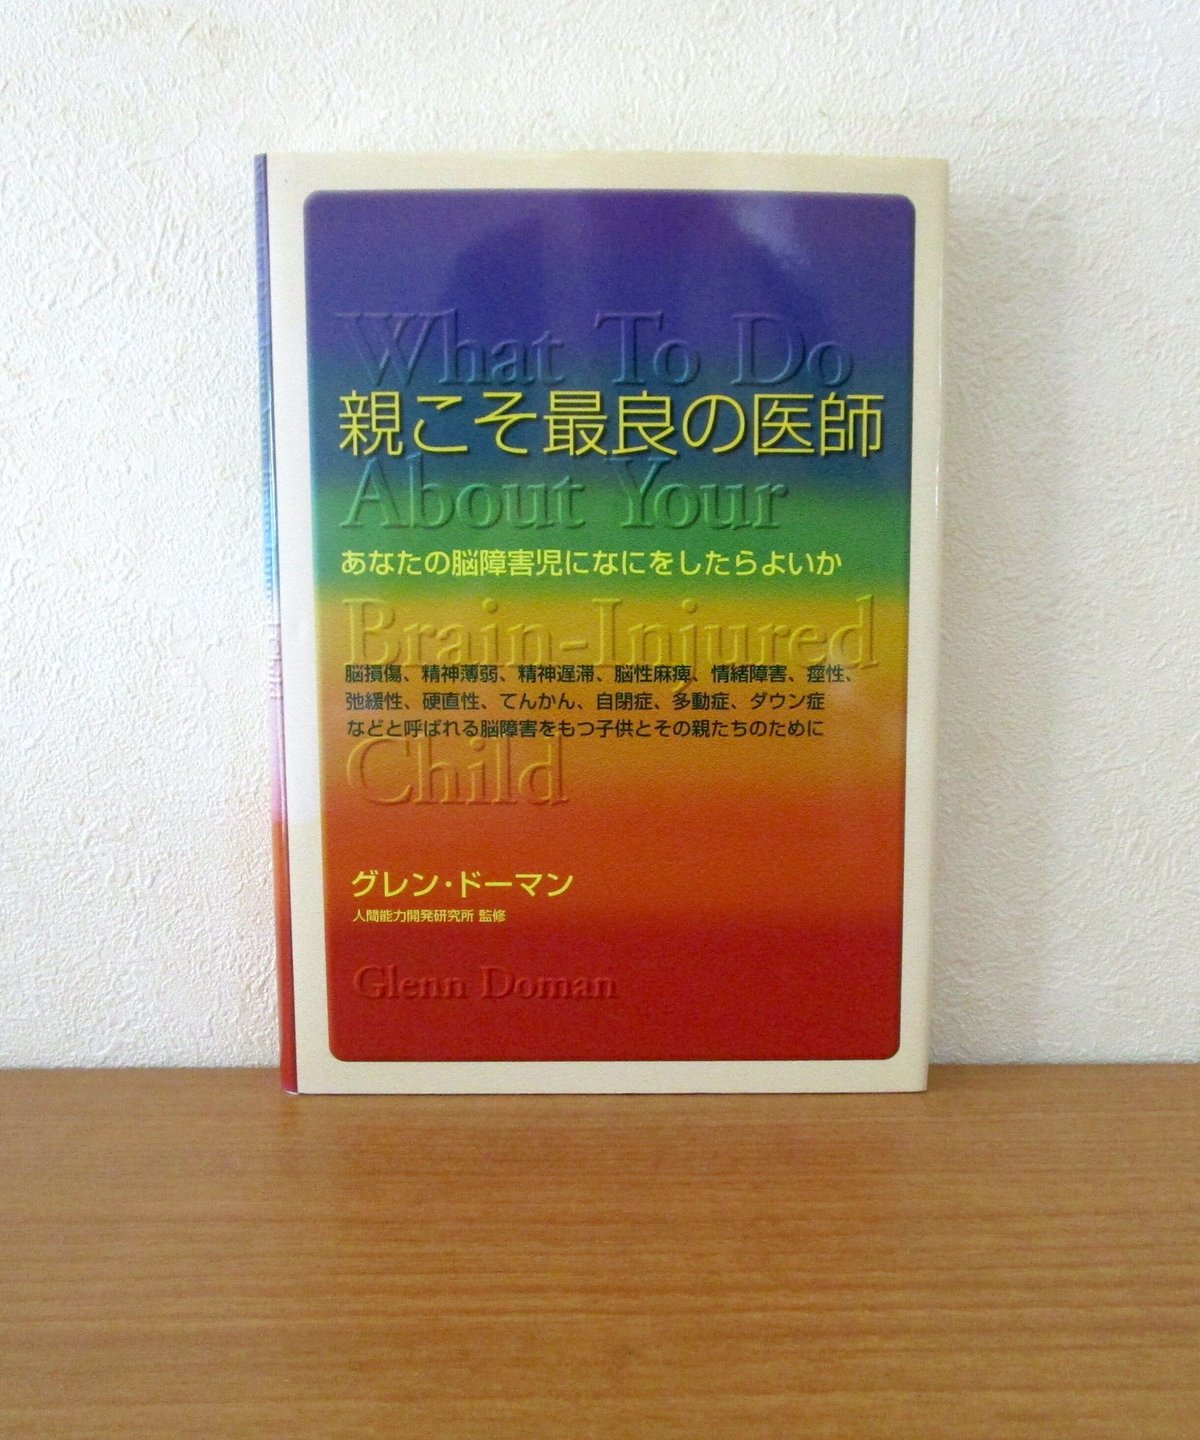 What To Do
親こそ最良の医師
About Your
あなたの脳障害児になにをしたらよいか
Brain-Injured
脳損傷、精神薄弱、精神遅滞、脳性麻痺、情緒障害、痙性、
弛緩性、硬直性、てんかん、自閉症、多動症、ダウン症
などと呼ばれる脳障害をもつ子供とその親たちのために
Child
グレン・ドーマン
人間能力開発研究所 監修
Glenn Doman